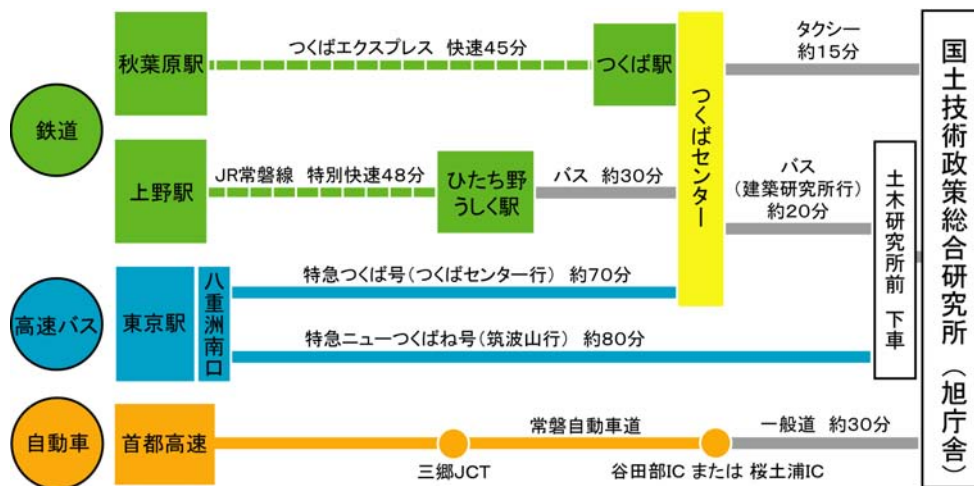 鉄道
秋葉原駅
つくばエクスプレス 快速45分
つくば駅
つくばセンター
タクシー
約15分
上野駅
JR常磐線 特別快速48分
ひたち野
うしく駅
バス 約30分
バス
(建築研究所行)
約20分
土木研究所前 下車
国土技術政策総合研究所(旭庁舎)
高速バス
東京駅
八重洲南口
特急つくば号(つくばセンター行) 約70分
特急ニューつくばね号(筑波山行) 約80分
自動車
首都高速
三郷JCT
常磐自動車道
谷田部IC または 桜土浦IC
一般道 約30分